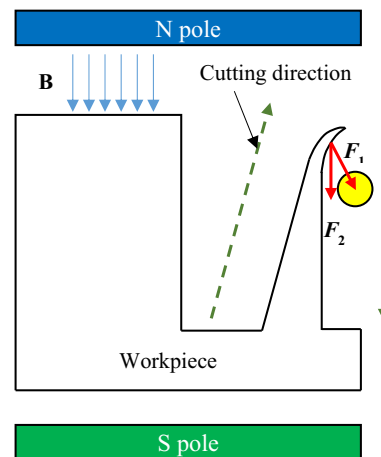 N pole
B
Cutting direction
F1
F2
Workpiece
S pole